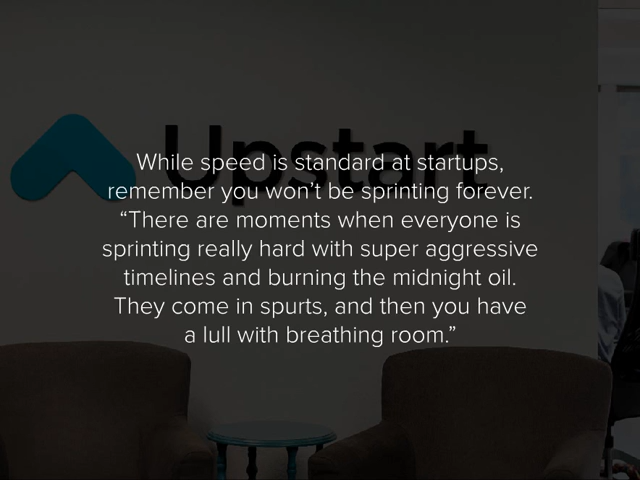 Upstart
While speed is standard at startups,
remember you won’t be sprinting forever.
“There are moments when everyone is
sprinting really hard with super aggressive
timelines and burning the midnight oil.
They come in spurts, and then you have
a lull with breathing room.”